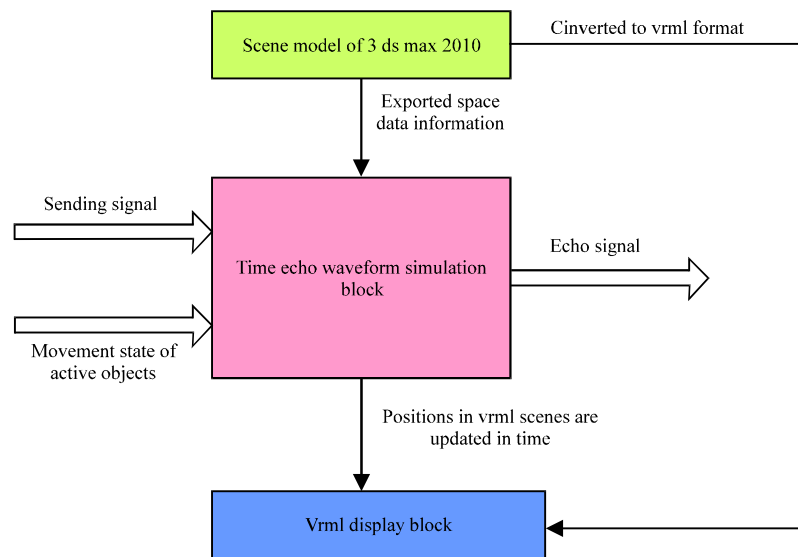 Scene model of 3 ds max 2010
Cinverted to vrml format
Exported space
data information
Sending signal
Time echo waveform simulation
block
Echo signal
Movement state of
active objects
Positions in vrml scenes are
updated in time
Vrml display block